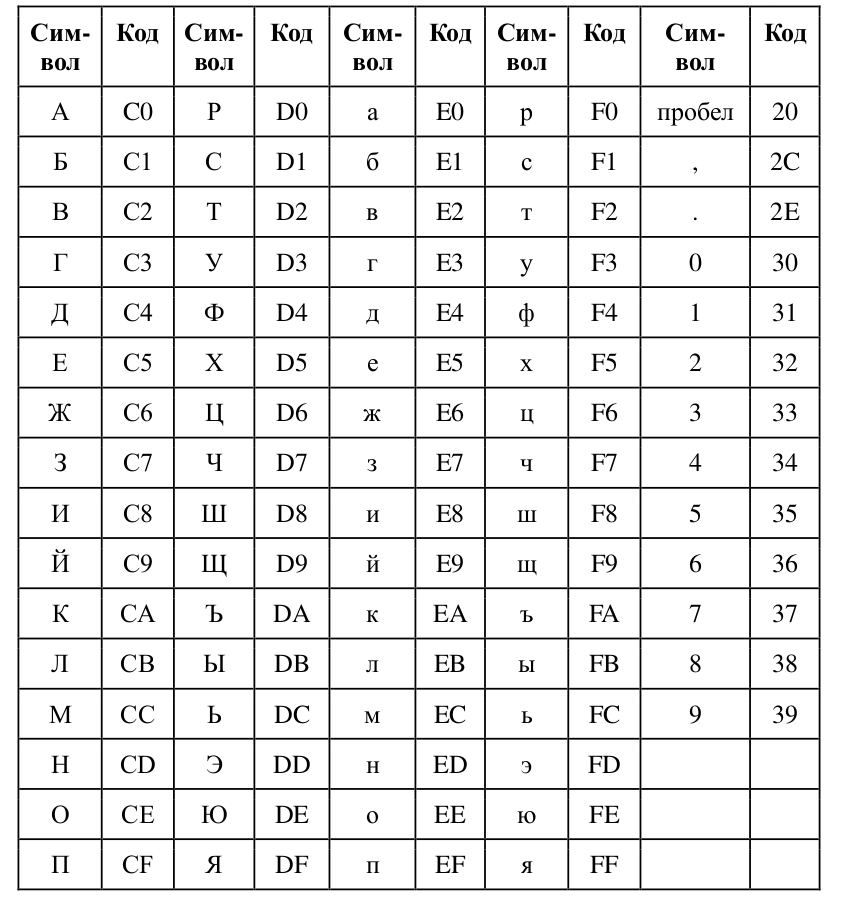 Сим-вол Код Сим-вол Код Сим-вол Код Сим-вол Код Сим-вол Код
А C0 Р D0 а E0 р F0 пробел 20
Б C1 С D1 б E1 с F1 , 2C
В C2 Т D2 в E2 т F2 . 2E
Г C3 У D3 г E3 у F3 0 30
Д C4 Ф D4 д E4 ф F4 1 31
Е C5 Х D5 е E5 х F5 2 32
Ж C6 Ц D6 ж E6 ц F6 3 33
З C7 Ч D7 з E7 ч F7 4 34
И C8 Ш D8 и E8 ш F8 5 35
Й C9 Щ D9 й E9 щ F9 6 36
К CA Ъ DA к EA ъ FA 7 37
Л CB Ы DB л EB ы FB 8 38
М CC Ь DC м EC ь FC 9 39
Н CD Э DD н ED э FD
О CE Ю DE о EE ю FE
П CF Я DF п EF я FF